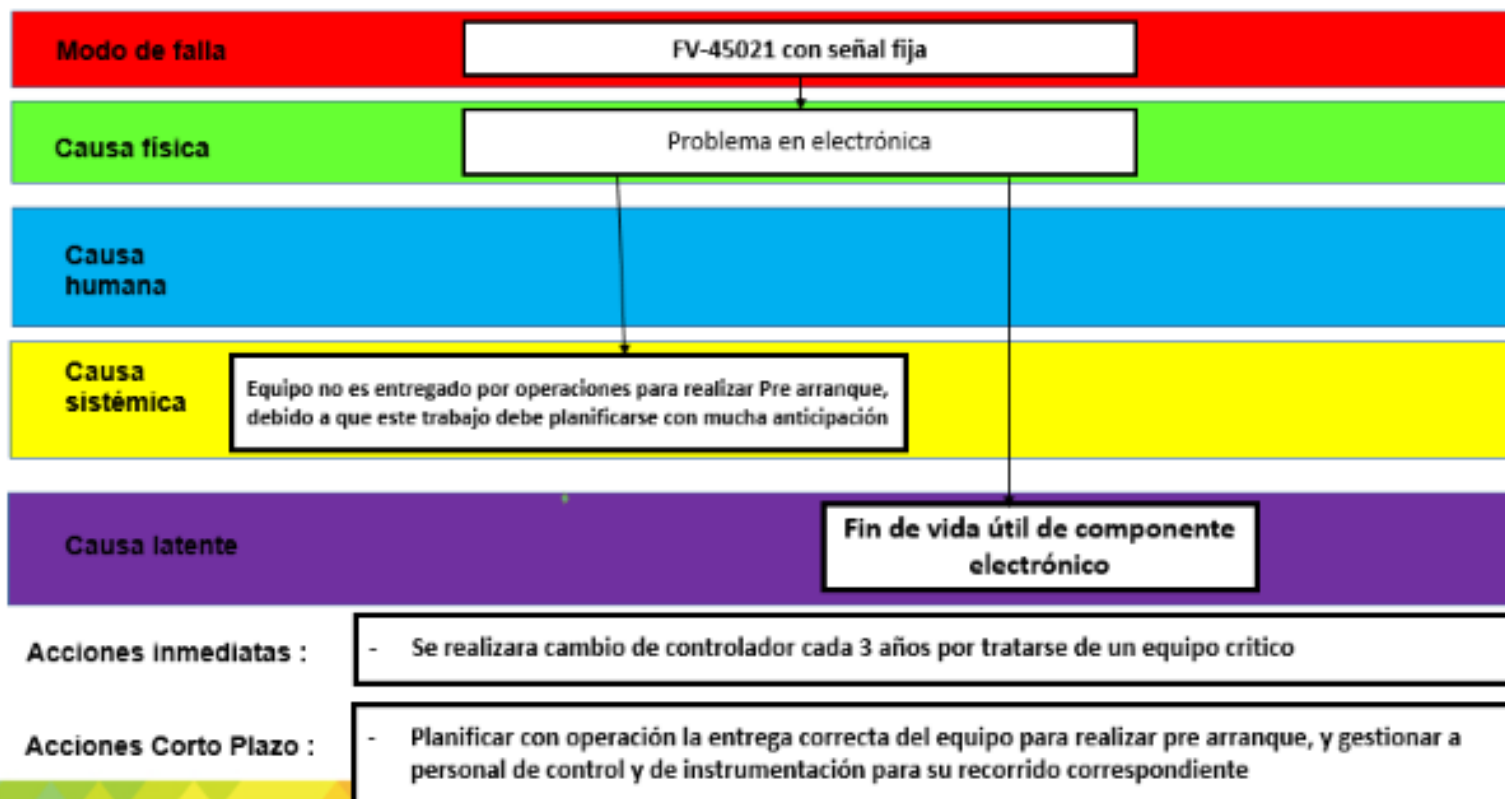 Modo de falla
FV-45021 con señal fija
Causa física
Problema en electrónica
Causa
humana
Causa
sistémica
Equipo no es entregado por operaciones para realizar Pre arranque,
debido a que este trabajo debe planificarse con mucha anticipación
Causa latente
Fin de vida útil de componente
electrónico
Acciones inmediatas :
- Se realizara cambio de controlador cada 3 años por tratarse de un equipo critico
Acciones Corto Plazo :
- Planificar con operación la entrega correcta del equipo para realizar pre arranque, y gestionar a
personal de control y de instrumentación para su recorrido correspondiente